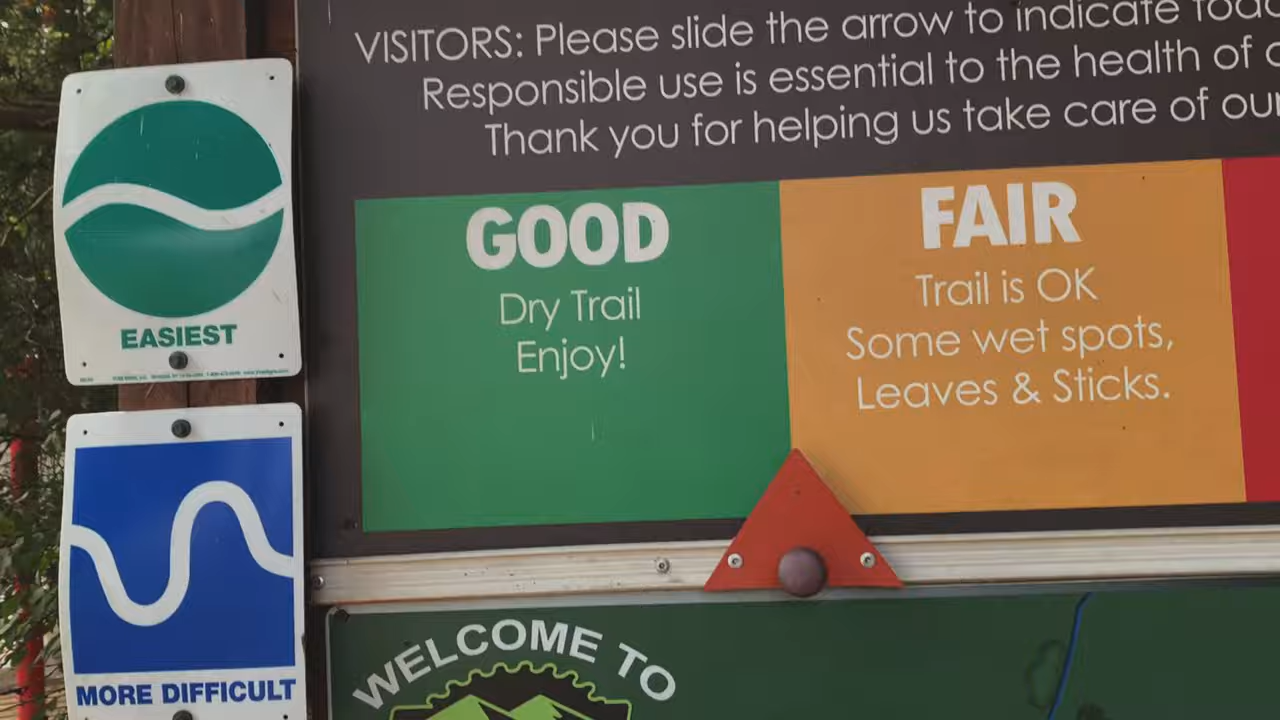 VISITORS: Please slide the arrow to indicate
Responsible use is essential to the health of
Thank you for helping us take care of our
EASIEST
GOOD
Dry Trail
Enjoy!
FAIR
Trail is OK
Some wet spots,
Leaves & Sticks.
MORE DIFFICULT
WELCOME TO